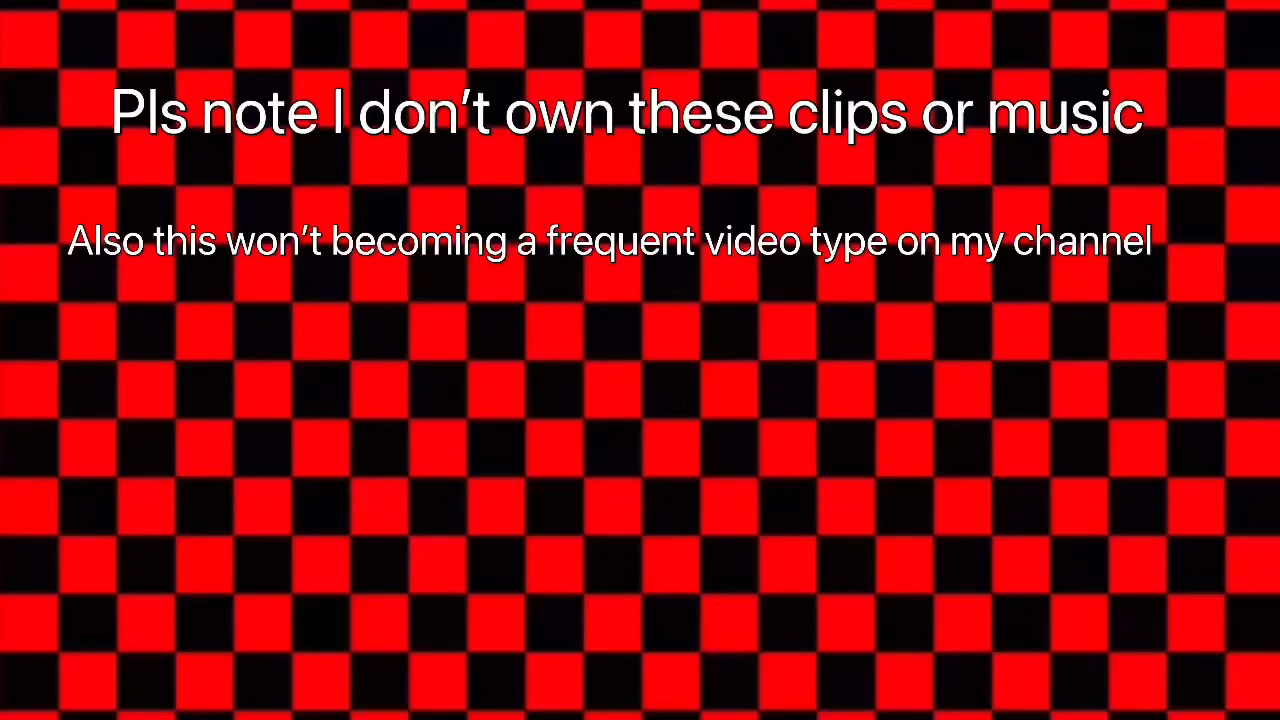 Pls note I don’t own these clips or music
Also this won’t becoming a frequent video type on my channel